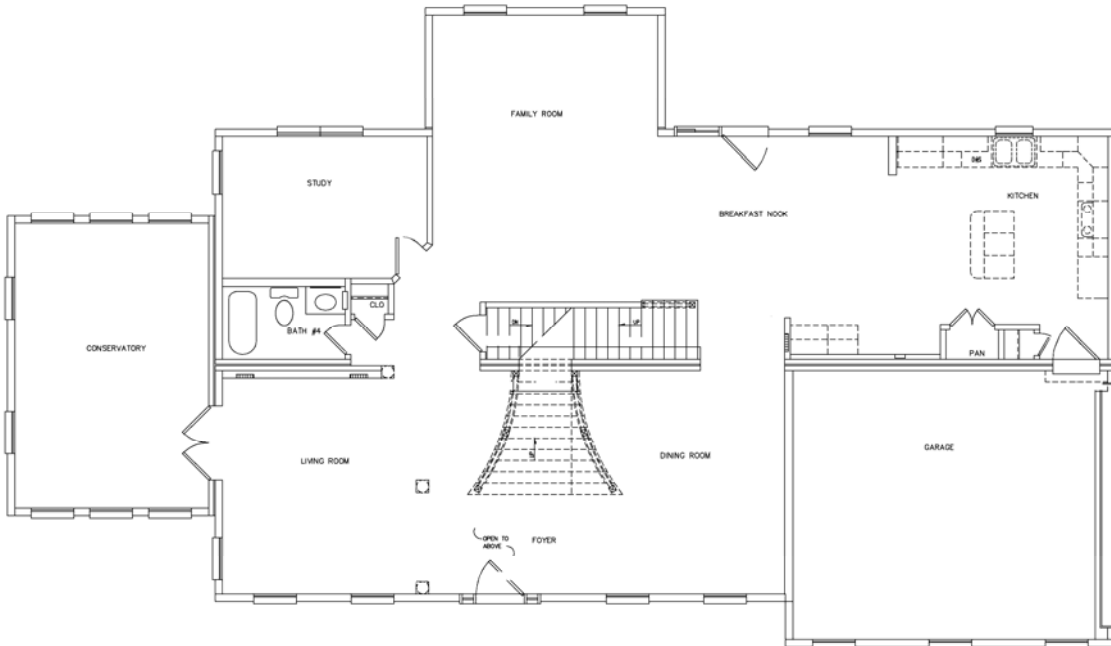 FAMILY ROOM
STUDY
DWS
KITCHEN
BREAKFAST NOOK
CLO
BATH #4
DN
UP
CONSERVATORY
PAN
LIVING ROOM
DINING ROOM
GARAGE
OPEN TO
ABOVE
FOYER